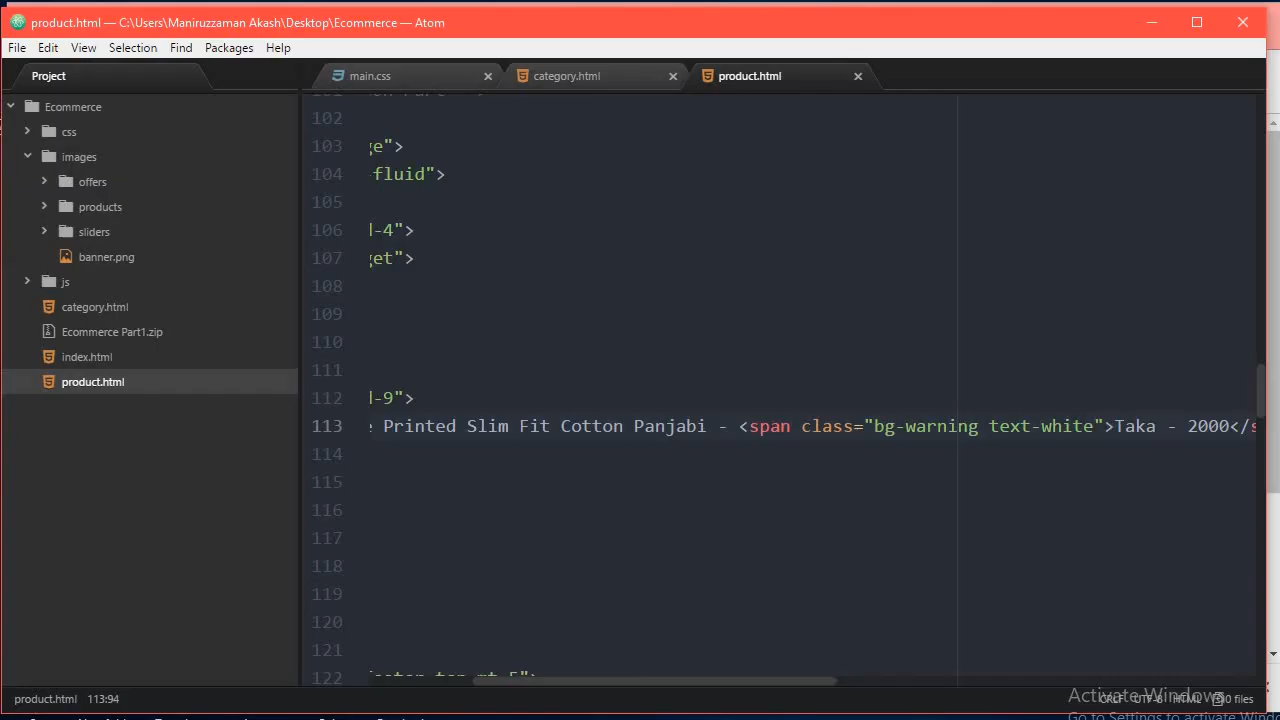 product.html — C:\Users\Maniruzzaman Akash\Desktop\Ecommerce — Atom
File Edit View Selection Find Packages Help
Project
main.css
category.html
product.html
Ecommerce
css
images
offers
products
sliders
banner.png
js
category.html
Ecommerce Part1.zip
index.html
product.html
102
103 ge">
104 -fluid">
105
106 d-4">
107 get">
108
109
110
111
112 d-9">
113 e Printed Slim Fit Cotton Panjabi - <span class="bg-warning text-white">Taka - 2000</s
114
115
116
117
118
119
120
121
122
product.html 113:94
CRLF UTF-8 HTML 0 files
Activate Windows
Go to Settings to activate Wind